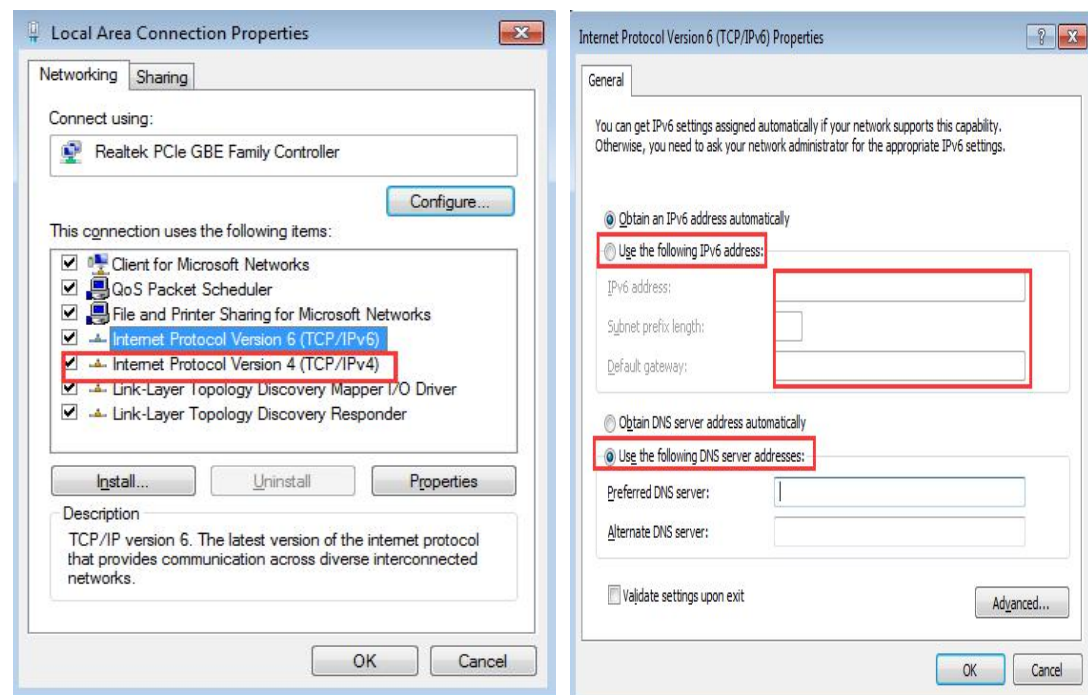 Local Area Connection Properties
Networking Sharing
Connect using:
Realtek PCIe GBE Family Controller
Configure...
This connection uses the following items:
Client for Microsoft Networks
QoS Packet Scheduler
File and Printer Sharing for Microsoft Networks
Internet Protocol Version 6 (TCP/IPv6)
Internet Protocol Version 4 (TCP/IPv4)
Link-Layer Topology Discovery Mapper I/O Driver
Link-Layer Topology Discovery Responder
Install... Uninstall Properties
Description
TCP/IP version 6. The latest version of the internet protocol
that provides communication across diverse interconnected
networks.
OK Cancel
Internet Protocol Version 6 (TCP/IPv6) Properties
General
You can get IPv6 settings assigned automatically if your network supports this capability.
Otherwise, you need to ask your network administrator for the appropriate IPv6 settings.
Obtain an IPv6 address automatically
Use the following IPv6 address:
IPv6 address:
Subnet prefix length:
Default gateway:
Obtain DNS server address automatically
Use the following DNS server addresses:
Preferred DNS server:
Alternate DNS server:
Validate settings upon exit
Advanced...
OK Cancel